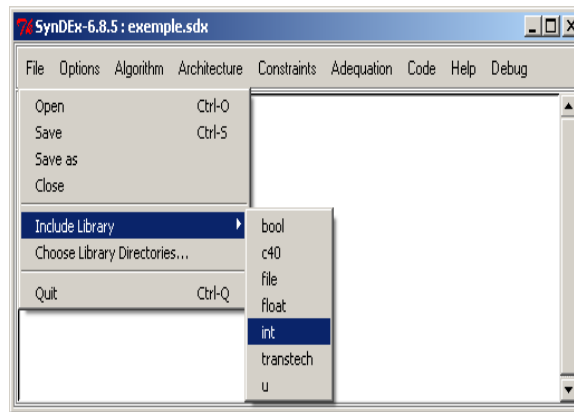 SynDEx-6.8.5 : exemple.sdx
File Options Algorithm Architecture Constraints Adequation Code Help Debug
Open Ctrl-O
Save Ctrl-S
Save as
Close
Include Library
Choose Library Directories...
Quit Ctrl-Q
bool
c40
file
float
int
transtech
u